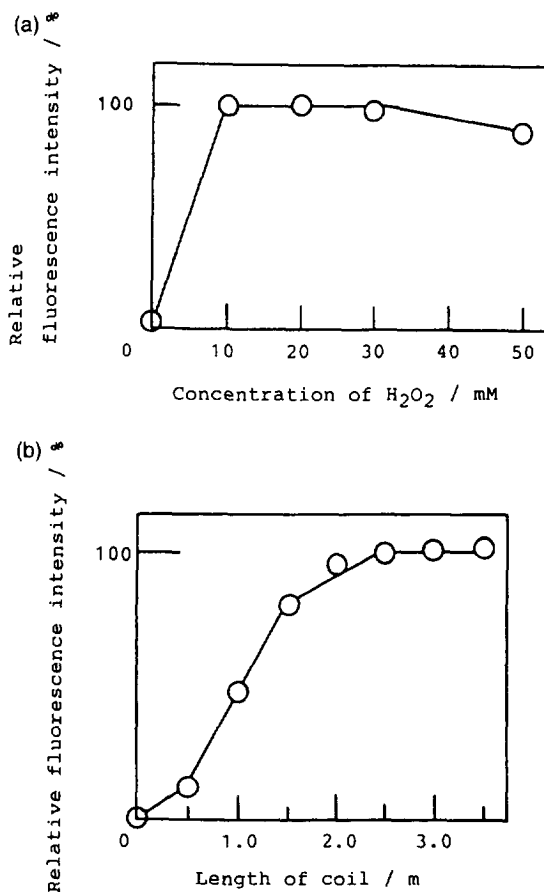 (a)
Relative
fluorescence intensity / %
100
0 10 20 30 40 50
Concentration of H₂O₂ / mM
(b)
Relative fluorescence intensity / %
100
0 1.0 2.0 3.0
Length of coil / m